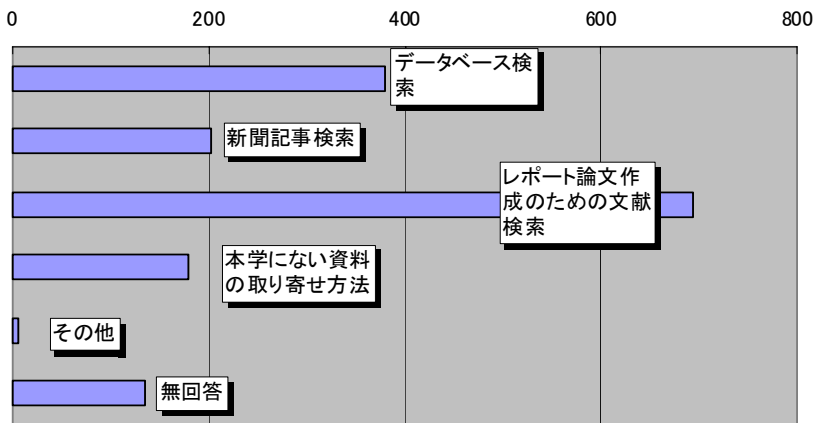 0 200 400 600 800
データベース検
索
新聞記事検索
レポート論文作
成のための文献
検索
本学にない資料
の取り寄せ方法
その他
無回答